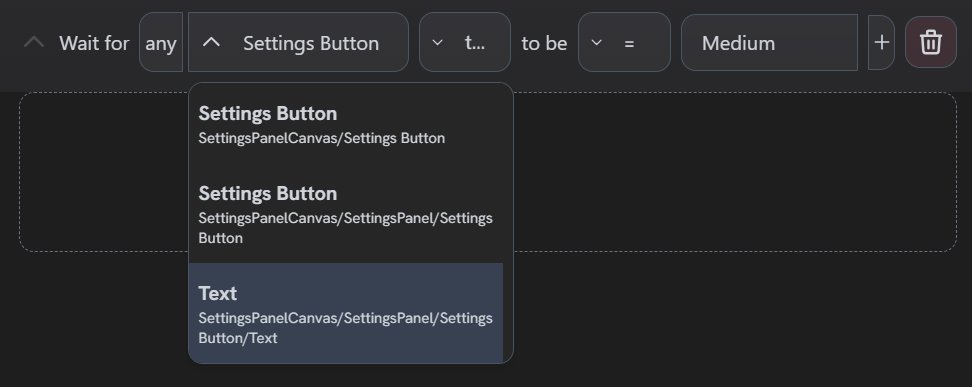 Wait for any Settings Button t... to be = Medium +
Settings Button
SettingsPanelCanvas/Settings Button
Settings Button
SettingsPanelCanvas/SettingsPanel/Settings
Button
Text
SettingsPanelCanvas/SettingsPanel/Settings
Button/Text